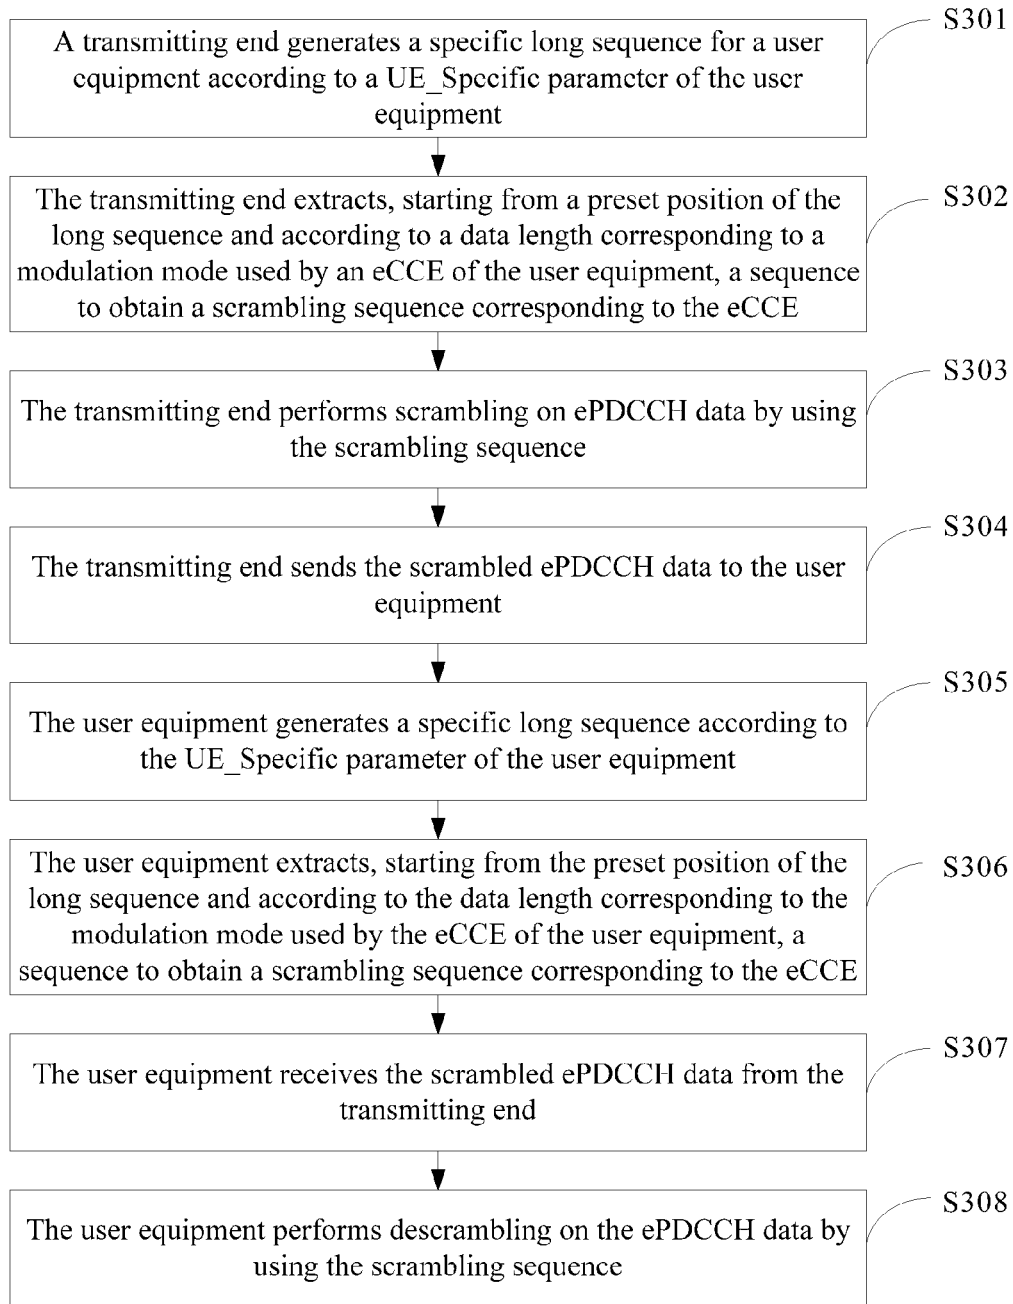 S301
A transmitting end generates a specific long sequence for a user
equipment according to a UE_Specific parameter of the user
equipment
S302
The transmitting end extracts, starting from a preset position of the
long sequence and according to a data length corresponding to a
modulation mode used by an eCCE of the user equipment, a sequence
to obtain a scrambling sequence corresponding to the eCCE
S303
The transmitting end performs scrambling on ePDCCH data by using
the scrambling sequence
S304
The transmitting end sends the scrambled ePDCCH data to the user
equipment
S305
The user equipment generates a specific long sequence according to
the UE_Specific parameter of the user equipment
S306
The user equipment extracts, starting from the preset position of the
long sequence and according to the data length corresponding to the
modulation mode used by the eCCE of the user equipment, a
sequence to obtain a scrambling sequence corresponding to the eCCE
S307
The user equipment receives the scrambled ePDCCH data from the
transmitting end
S308
The user equipment performs descrambling on the ePDCCH data by
using the scrambling sequence